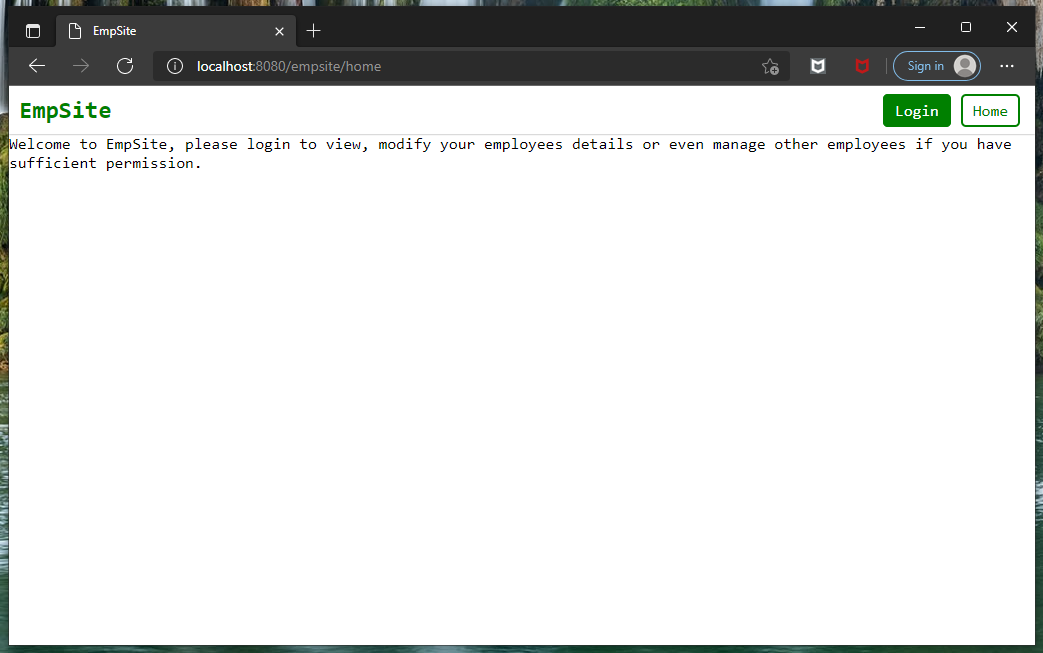 EmpSite
localhost:8080/empsite/home
Sign in
EmpSite
Login
Home
Welcome to EmpSite, please login to view, modify your employees details or even manage other employees if you have
sufficient permission.